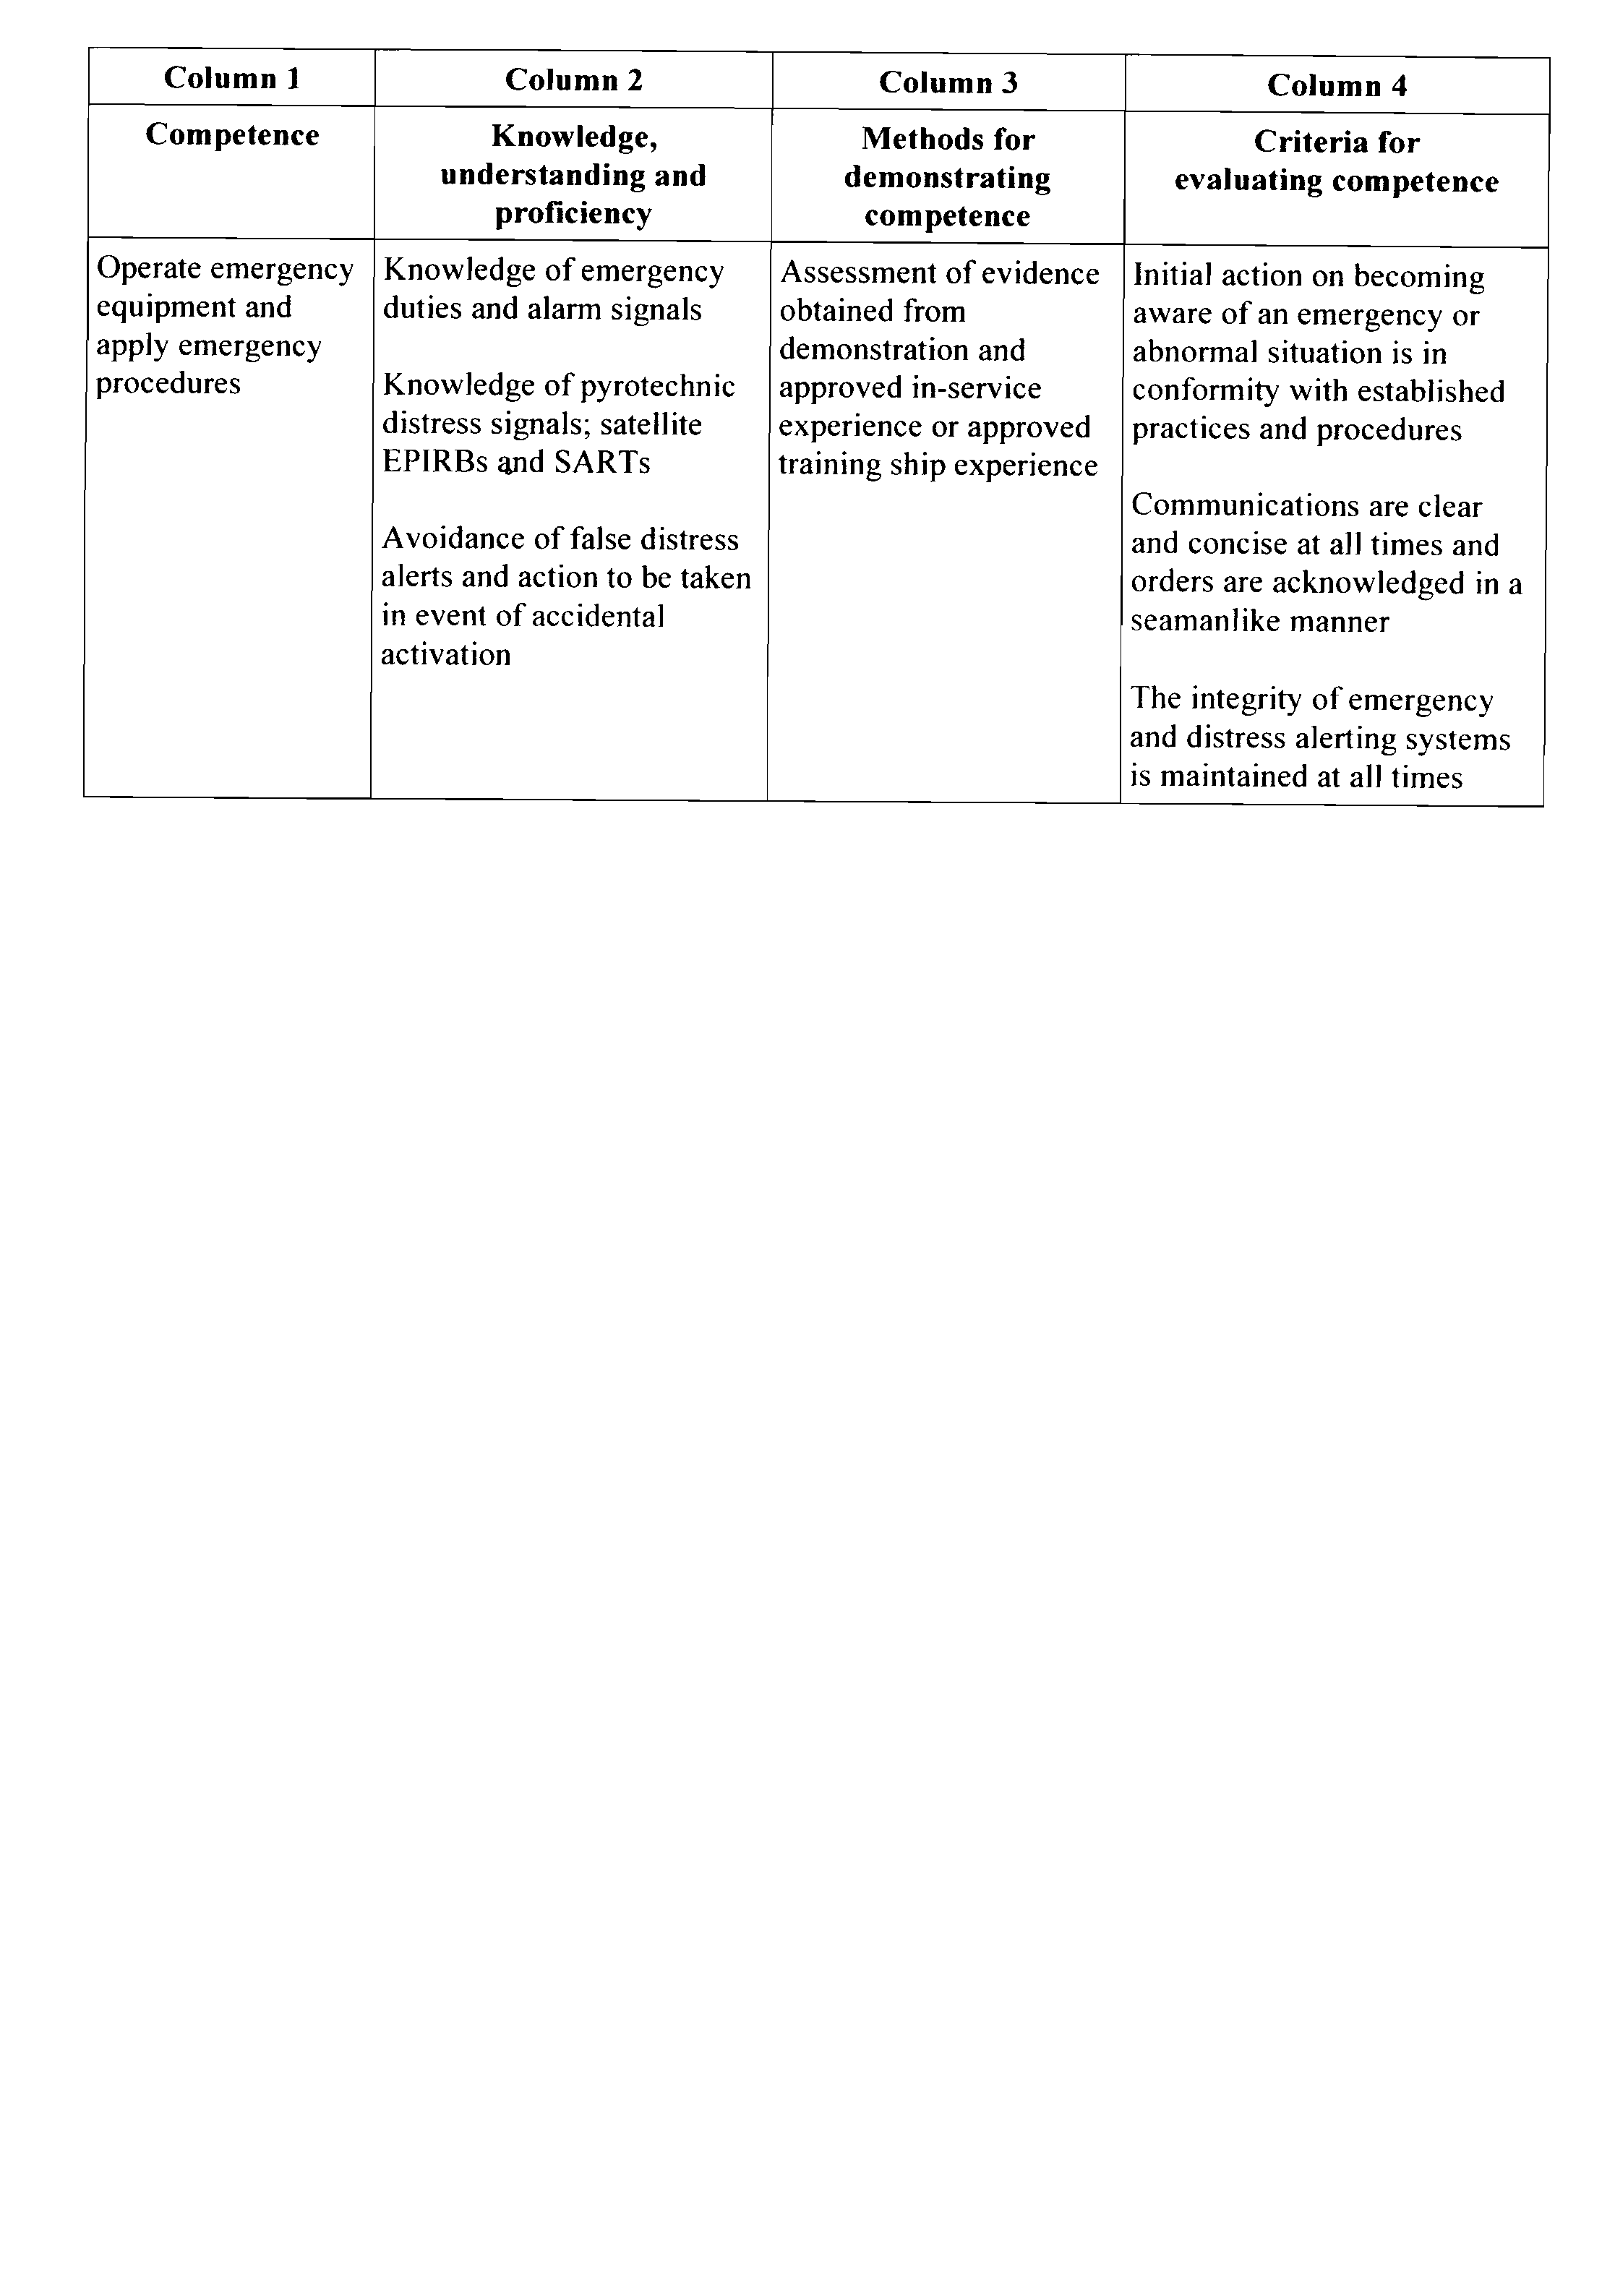 Column 1
Column 2
Column 3
Column 4
Competence
Knowledge,
understanding and
proficiency
Methods for
demonstrating
competence
Criteria for
evaluating competence
Operate emergency
equipment and
apply emergency
procedures
Knowledge of emergency
duties and alarm signals
Knowledge of pyrotechnic
distress signals; satellite
EPIRBs and SARTs
Avoidance of false distress
alerts and action to be taken
in event of accidental
activation
Assessment of evidence
obtained from
demonstration and
approved in-service
experience or approved
training ship experience
Initial action on becoming
aware of an emergency or
abnormal situation is in
conformity with established
practices and procedures
Communications are clear
and concise at all times and
orders are acknowledged in a
seamanlike manner
The integrity of emergency
and distress alerting systems
is maintained at all times